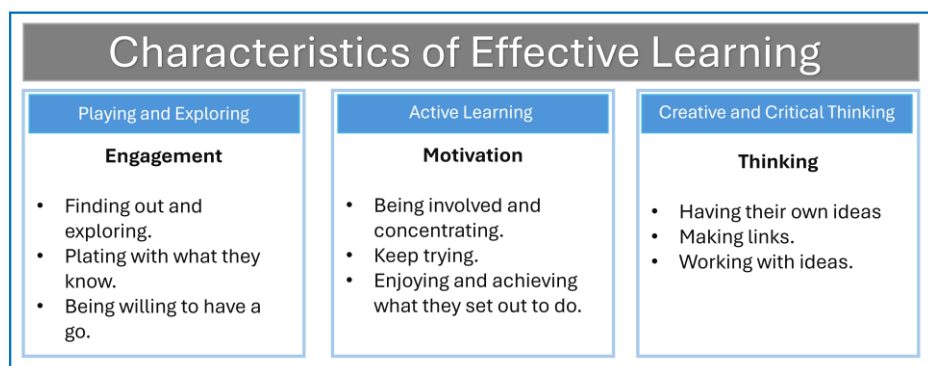 Characteristics of Effective Learning
Playing and Exploring
Engagement
• Finding out and
exploring.
• Plating with what they
know.
• Being willing to have a
go.
Active Learning
Motivation
• Being involved and
concentrating.
• Keep trying.
• Enjoying and achieving
what they set out to do.
Creative and Critical Thinking
Thinking
• Having their own ideas
• Making links.
• Working with ideas.